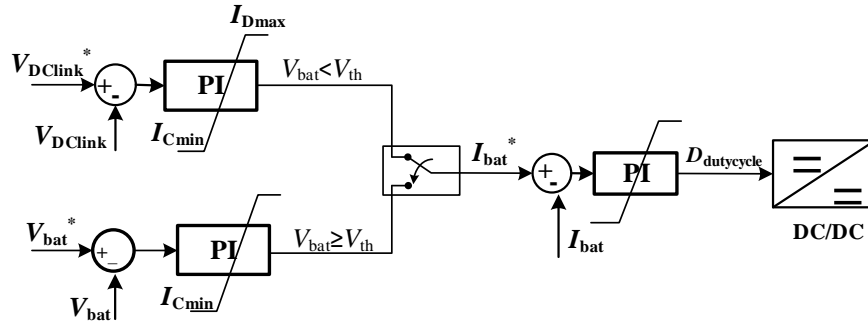 I_Dmax
V_DClink*
+
-
PI
V_bat<V_th
V_DClink
I_Cmin
I_bat*
+
-
PI
D_dutycycle
DC/DC
I_bat
V_bat*
+
−
PI
V_bat≥V_th
V_bat
I_Cmin